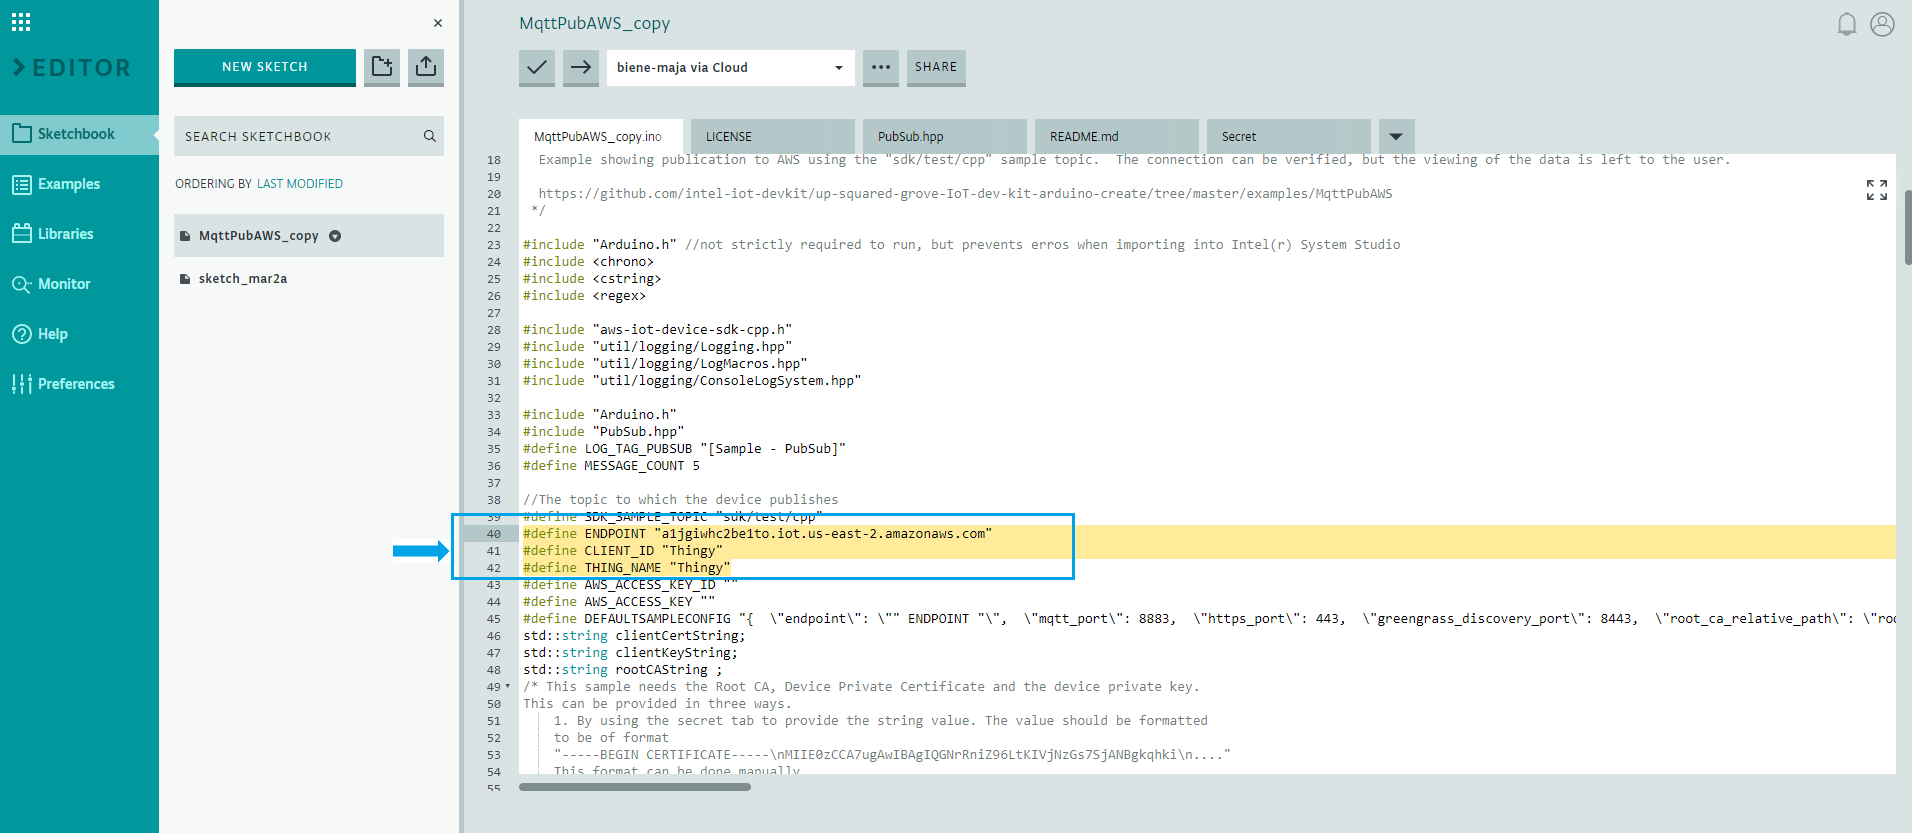 EDITOR
Sketchbook
Examples
Libraries
Monitor
Help
Preferences
×
NEW SKETCH
SEARCH SKETCHBOOK
ORDERING BY LAST MODIFIED
MqttPubAWS_copy
sketch_mar2a
MqttPubAWS_copy
biene-maja via Cloud
SHARE
MqttPubAWS_copy.ino LICENSE PubSub.hpp README.md Secret
18 Example showing publication to AWS using the "sdk/test/cpp" sample topic.  The connection can be verified, but the viewing of the data is left to the user.
19
20 https://github.com/intel-iot-devkit/up-squared-grove-IoT-dev-kit-arduino-create/tree/master/examples/MqttPubAWS
21 */
22
23 #include "Arduino.h" //not strictly required to run, but prevents erros when importing into Intel(r) System Studio
24 #include <chrono>
25 #include <cstring>
26 #include <regex>
27
28 #include "aws-iot-device-sdk-cpp.h"
29 #include "util/logging/Logging.hpp"
30 #include "util/logging/LogMacros.hpp"
31 #include "util/logging/ConsoleLogSystem.hpp"
32
33 #include "Arduino.h"
34 #include "PubSub.hpp"
35 #define LOG_TAG_PUBSUB "[Sample - PubSub]"
36 #define MESSAGE_COUNT 5
37
38 //The topic to which the device publishes
39 #define SDK_SAMPLE_TOPIC "sdk/test/cpp"
40 #define ENDPOINT "a1jgiwhc2be1to.iot.us-east-2.amazonaws.com"
41 #define CLIENT_ID "Thingy"
42 #define THING_NAME "Thingy"
43 #define AWS_ACCESS_KEY_ID ""
44 #define AWS_ACCESS_KEY ""
45 #define DEFAULTSAMPLECONFIG "{  \"endpoint\": \"" ENDPOINT "\",  \"mqtt_port\": 8883,  \"https_port\": 443,  \"greengrass_discovery_port\": 8443,  \"root_ca_relative_path\": \"roo
46 std::string clientCertString;
47 std::string clientKeyString;
48 std::string rootCAString ;
49 /* This sample needs the Root CA, Device Private Certificate and the device private key.
50 This can be provided in three ways.
51 1. By using the secret tab to provide the string value. The value should be formatted
52 to be of format
53 "-----BEGIN CERTIFICATE-----\nMIIE0zCCA7ugAwIBAgIQGNrRniZ96LtKIVjNzGs7SjANBgkqhki\n...."
54 This format can be done manually
55